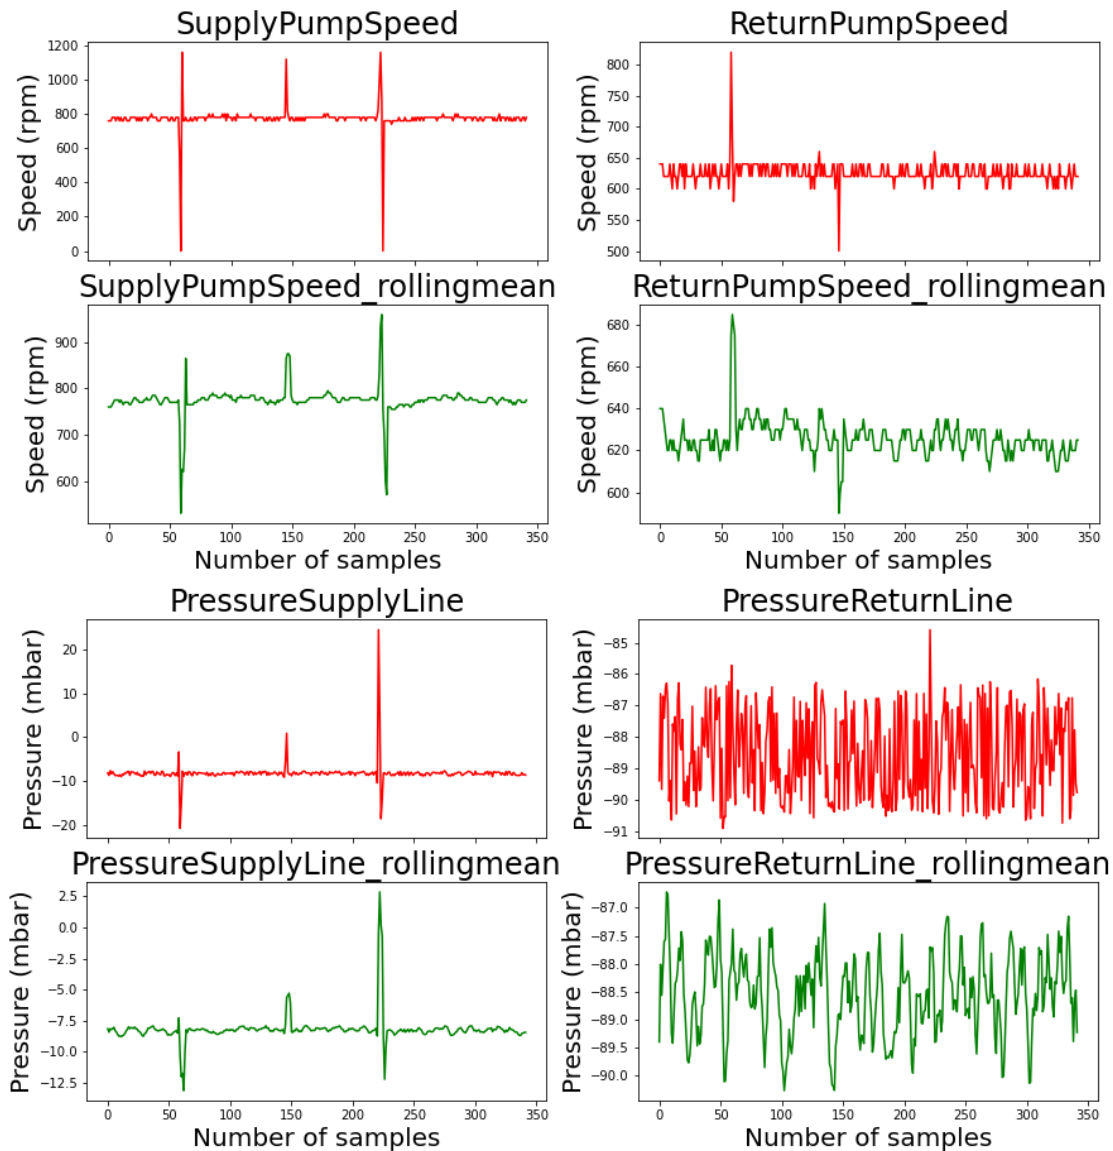 SupplyPumpSpeed
Speed (rpm)
1200
1000
800
600
400
200
0
ReturnPumpSpeed
Speed (rpm)
800
750
700
650
600
550
500
SupplyPumpSpeed_rollingmean
Speed (rpm)
900
800
700
600
0 50 100 150 200 250 300 350
Number of samples
ReturnPumpSpeed_rollingmean
Speed (rpm)
680
660
640
620
600
0 50 100 150 200 250 300 350
Number of samples
PressureSupplyLine
Pressure (mbar)
20
10
0
−10
−20
PressureReturnLine
Pressure (mbar)
−85
−86
−87
−88
−89
−90
−91
PressureSupplyLine_rollingmean
Pressure (mbar)
2.5
0.0
−2.5
−5.0
−7.5
−10.0
−12.5
0 50 100 150 200 250 300 350
Number of samples
PressureReturnLine_rollingmean
Pressure (mbar)
−87.0
−87.5
−88.0
−88.5
−89.0
−89.5
−90.0
0 50 100 150 200 250 300 350
Number of samples